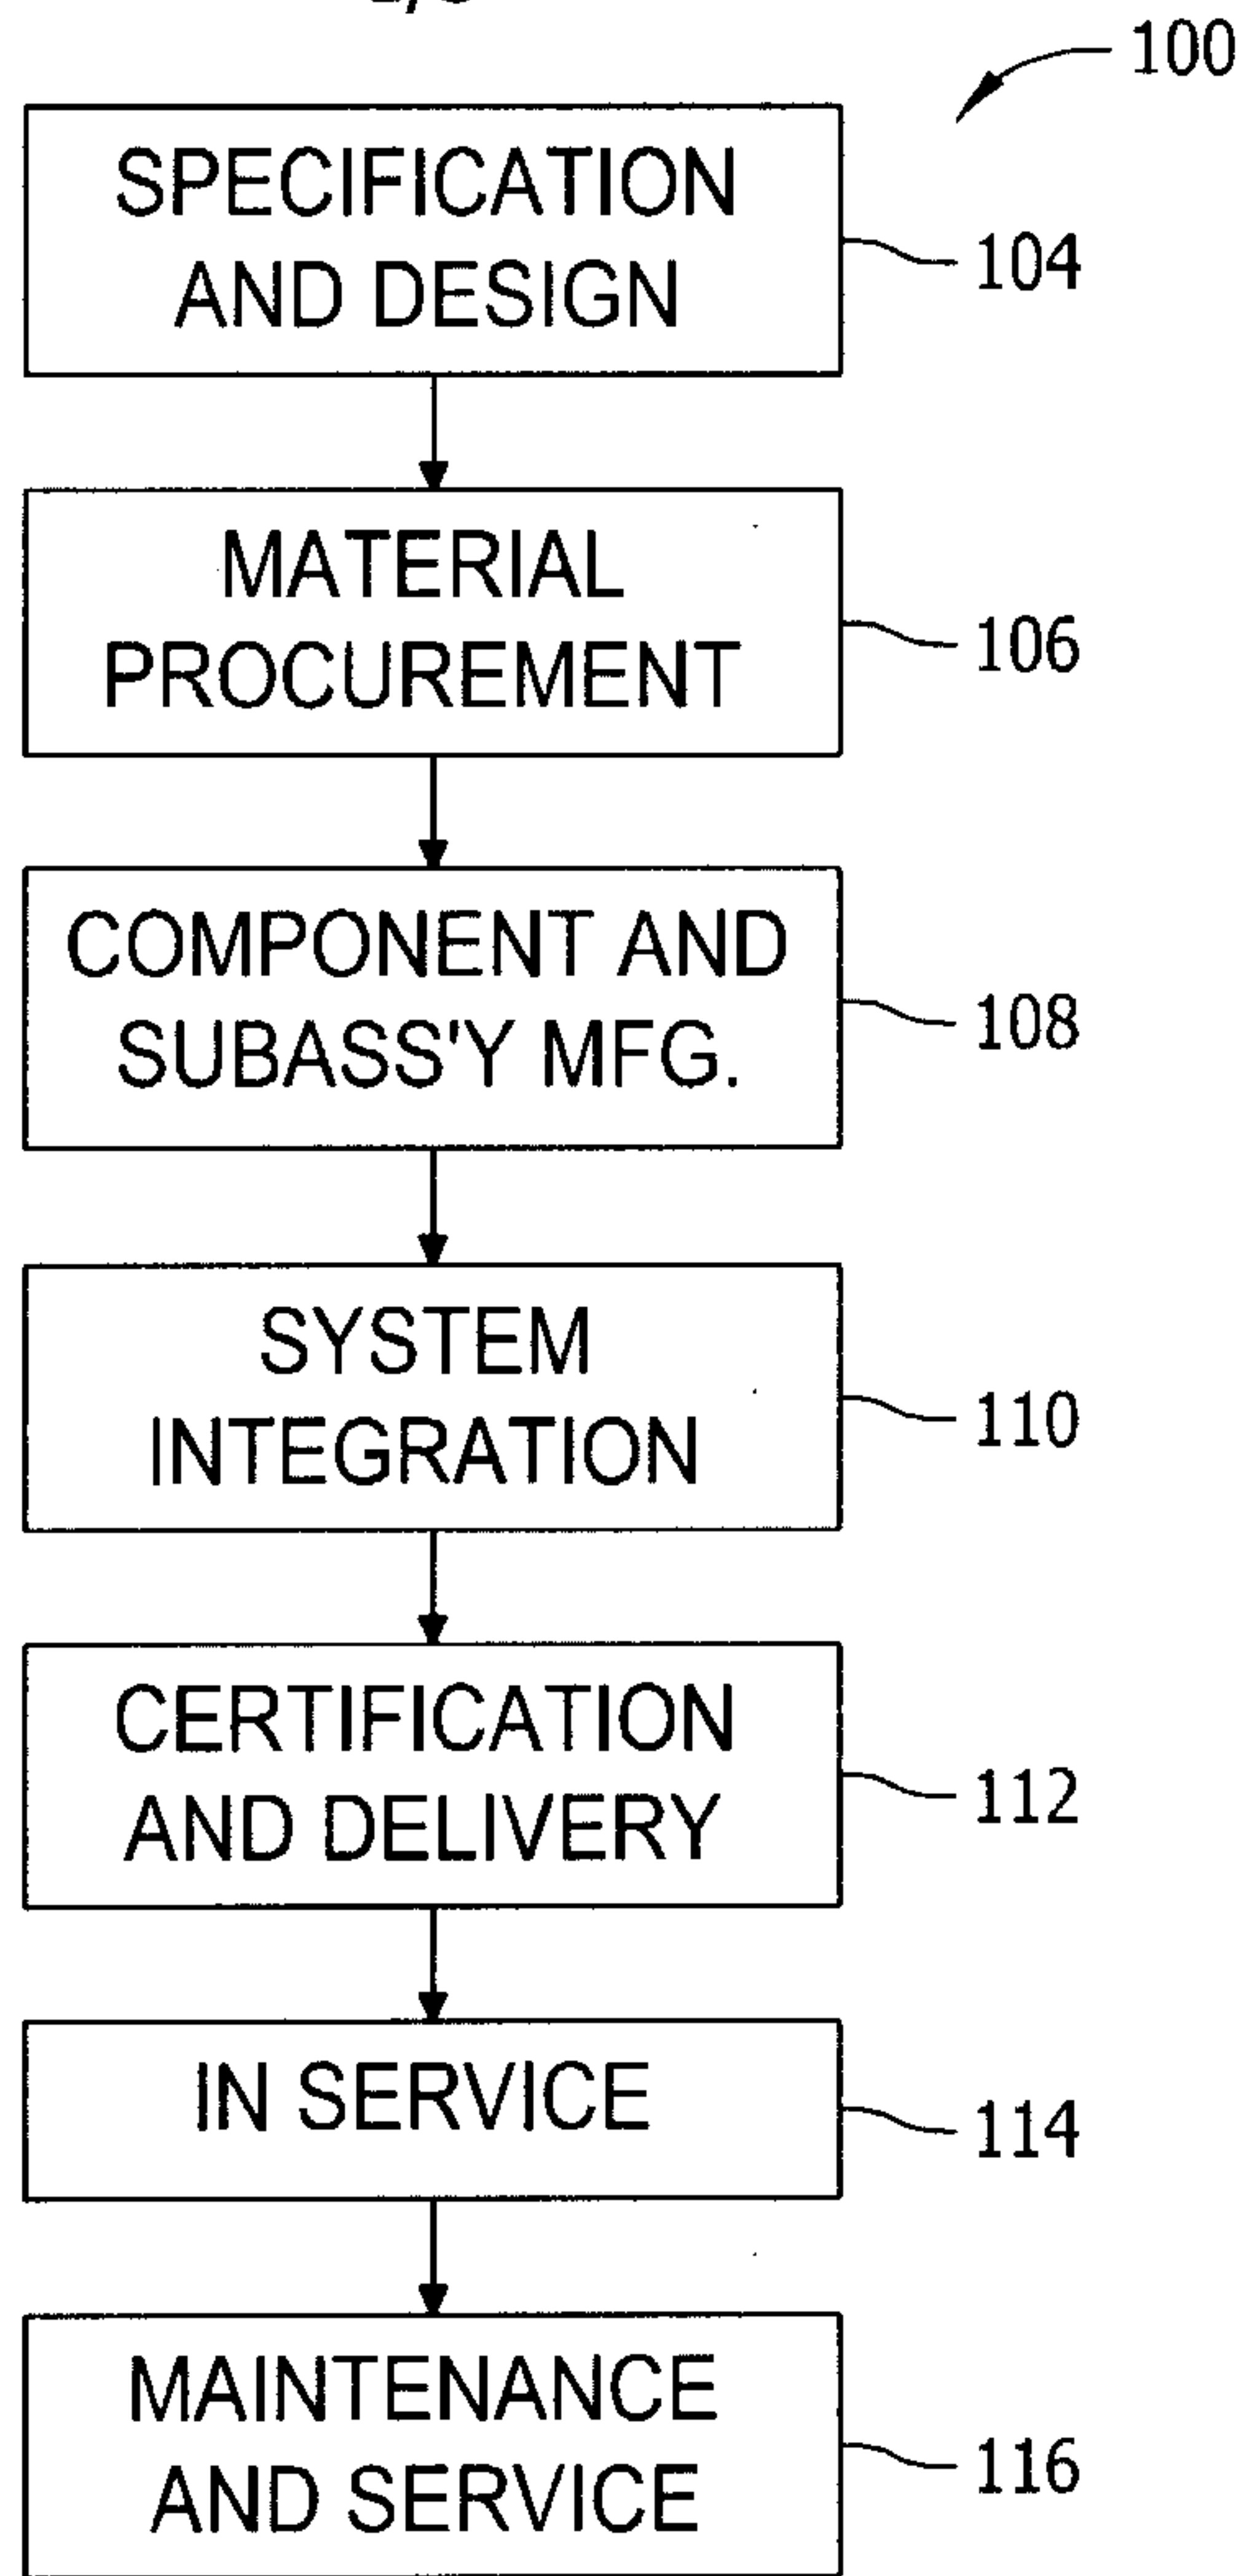 100
SPECIFICATION
AND DESIGN
104
MATERIAL
PROCUREMENT
106
COMPONENT AND
SUBASS'Y MFG.
108
SYSTEM
INTEGRATION
110
CERTIFICATION
AND DELIVERY
112
IN SERVICE
114
MAINTENANCE
AND SERVICE
116